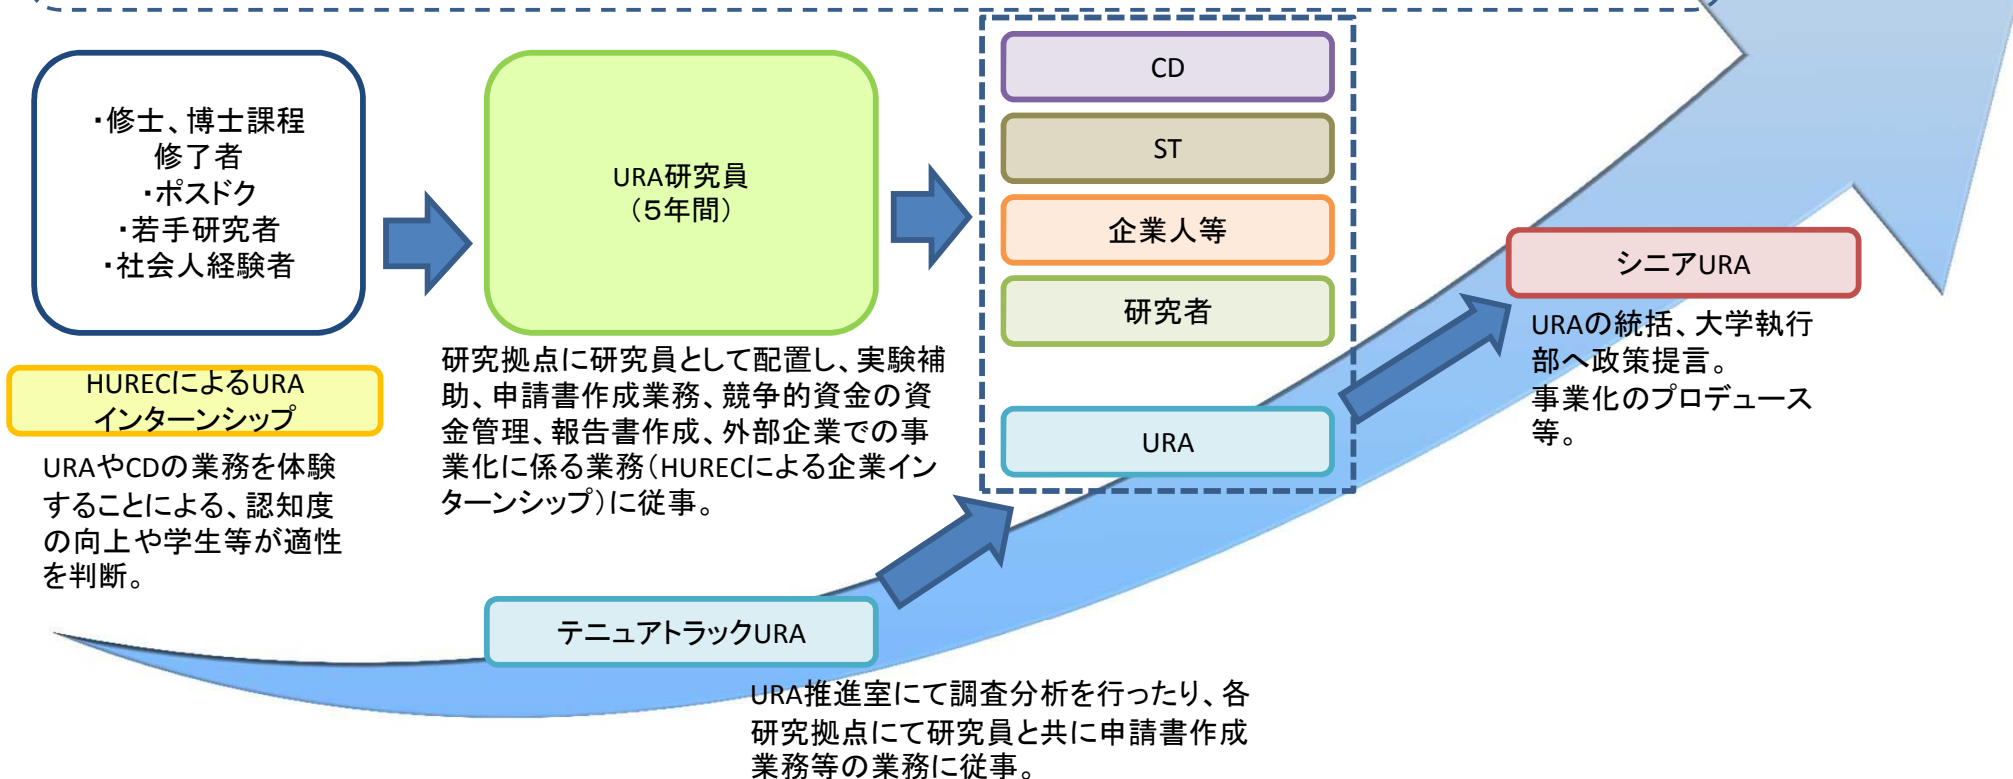 ・修士、博士課程
修了者
・ポスドク
・若手研究者
・社会人経験者
HURECによるURA
インターンシップ
URAやCDの業務を体験
することによる、認知度
の向上や学生等が適性
を判断。
URA研究員
（５年間）
研究拠点に研究員として配置し、実験補
助、申請書作成業務、競争的資金の資
金管理、報告書作成、外部企業での事
業化に係る業務（HURECによる企業イン
ターンシップ）に従事。
CD
ST
企業人等
研究者
URA
シニアURA
URAの統括、大学執行
部へ政策提言。
事業化のプロデュース
等。
テニュアトラックURA
URA推進室にて調査分析を行ったり、各
研究拠点にて研究員と共に申請書作成
業務等の業務に従事。